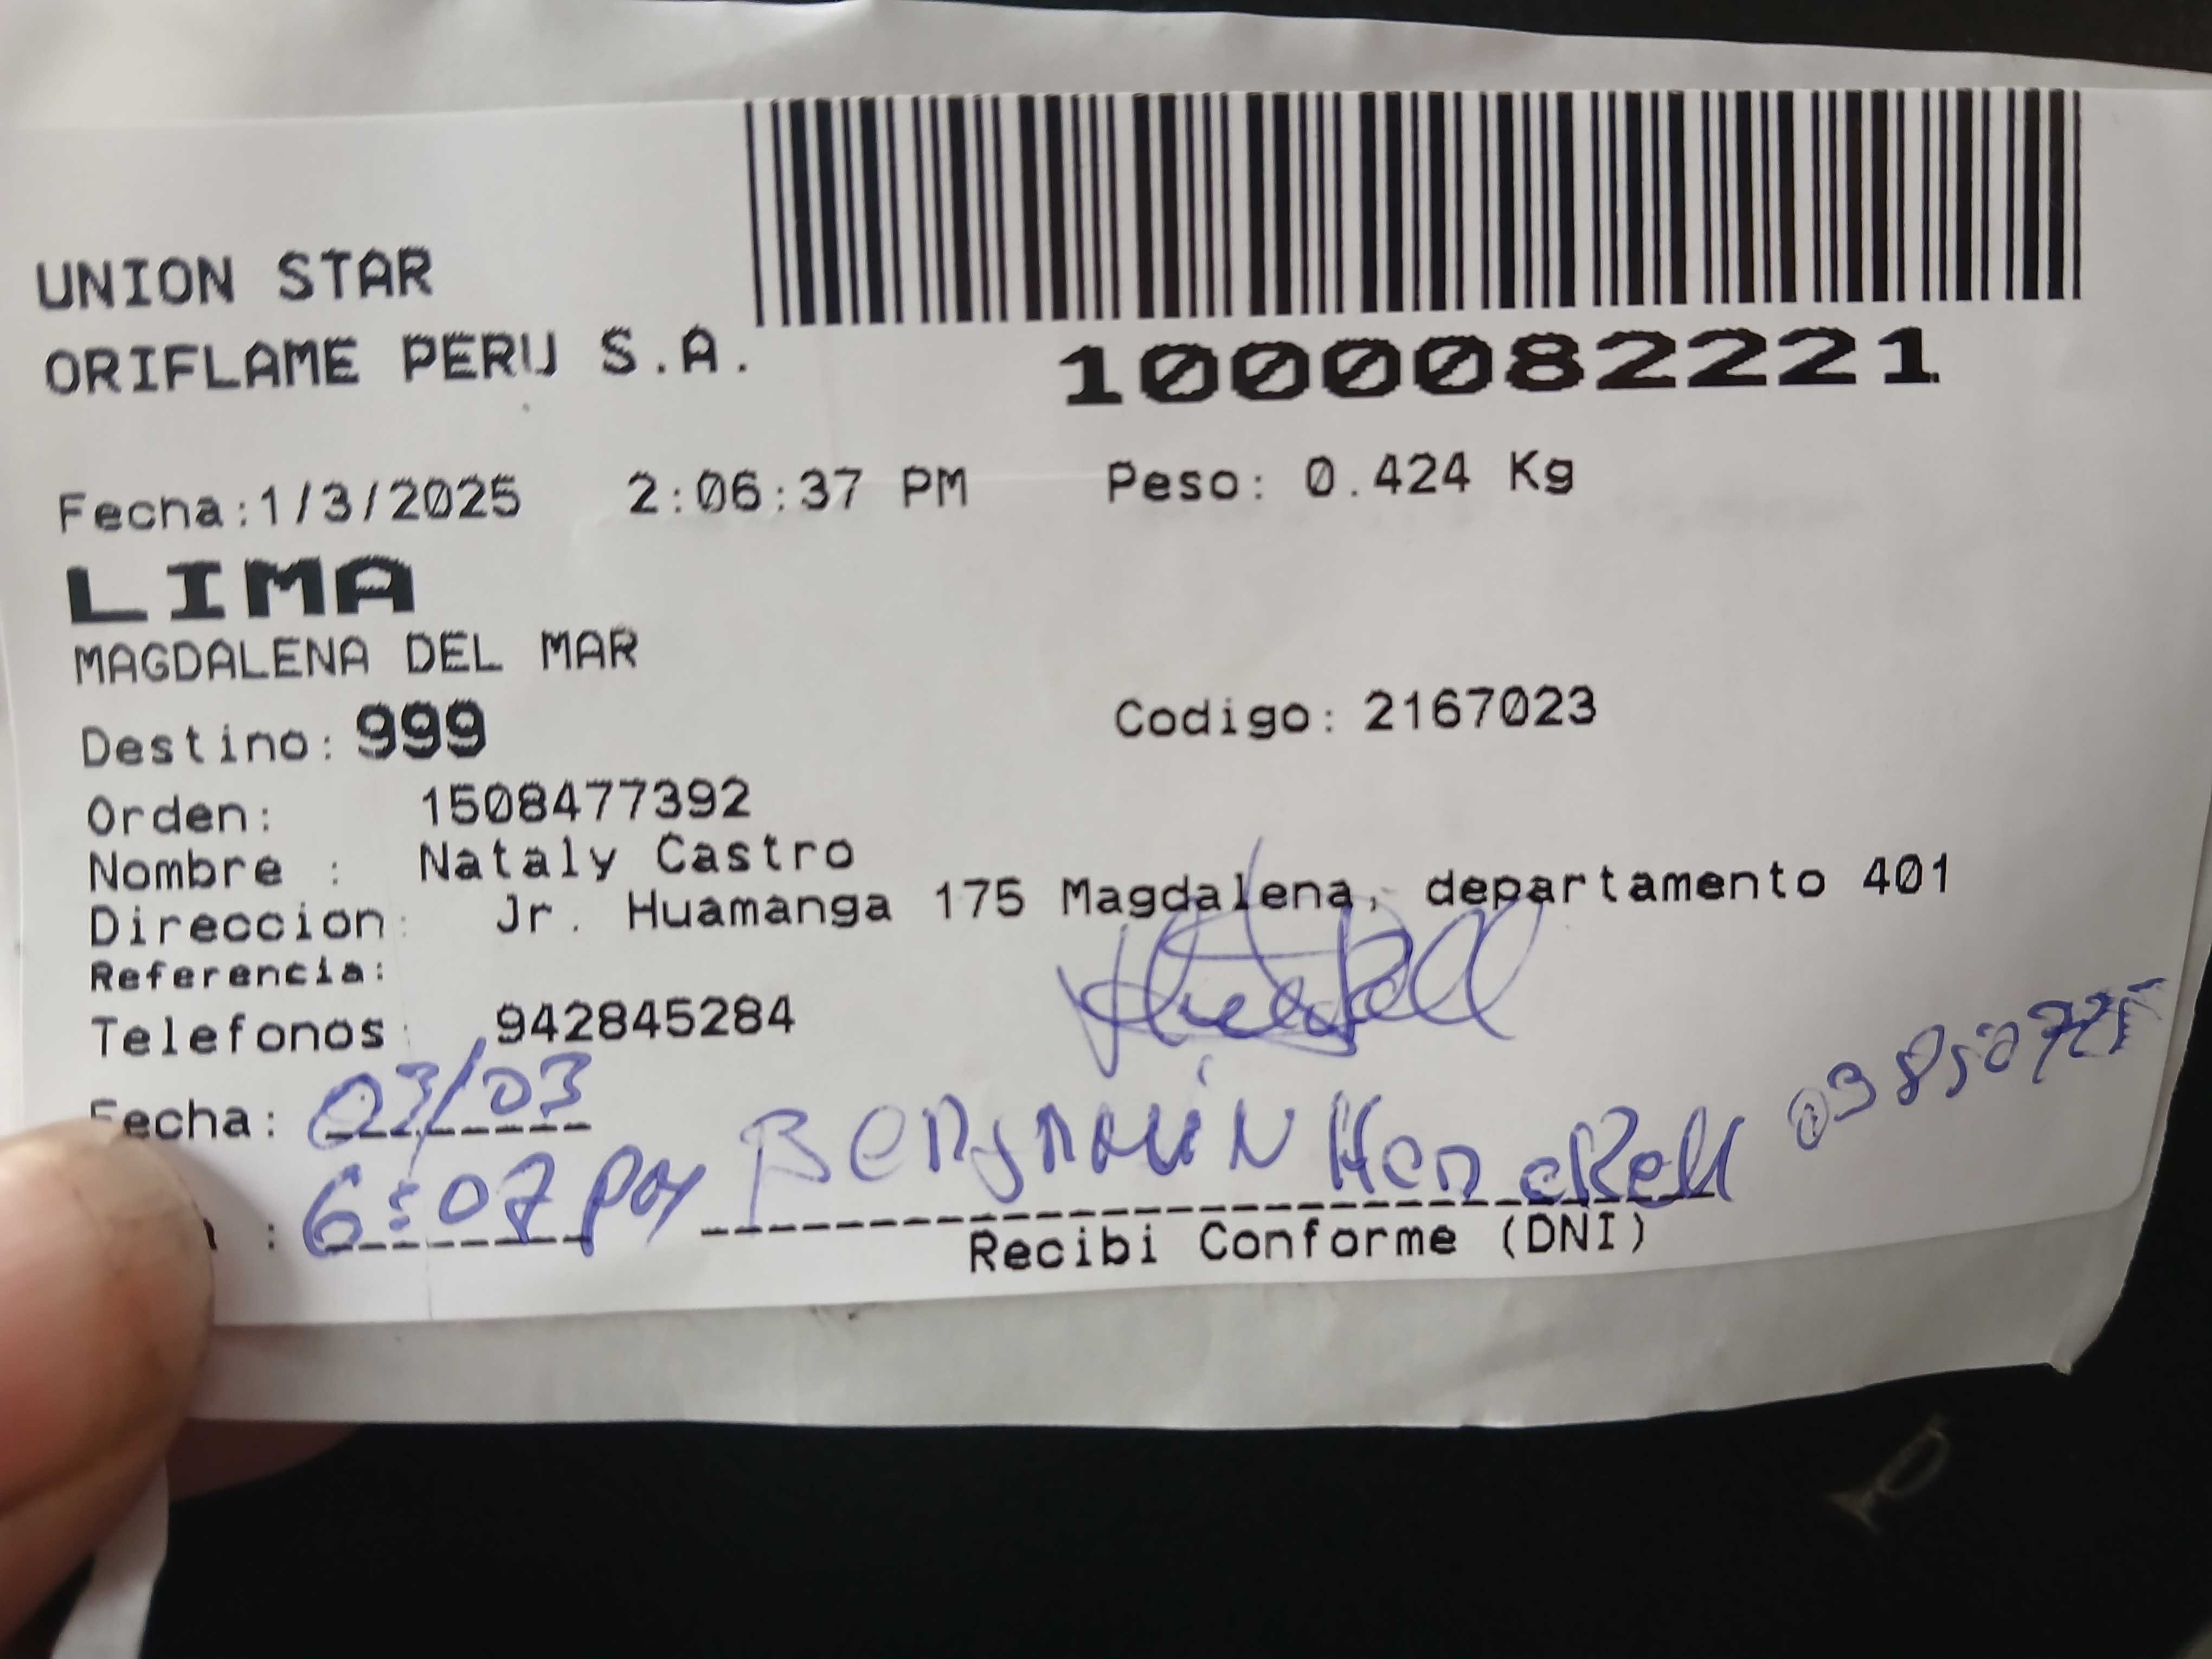 UNION STAR
ORIFLAME PERU S.A.
1000082221
Fecha:1/3/2025 2:06:37 PM Peso: 0.424 Kg
LIMA
MAGDALENA DEL MAR
Destino: 999 Codigo: 2167023
Orden: 1508477392
Nombre : Nataly Castro
Direccion: Jr. Huamanga 175 Magdalena, departamento 401
Referencia:
Telefonos: 942845284
Fecha: 03/03
: 6:07 pm Benjamin Henckell
Recibi Conforme (DNI)